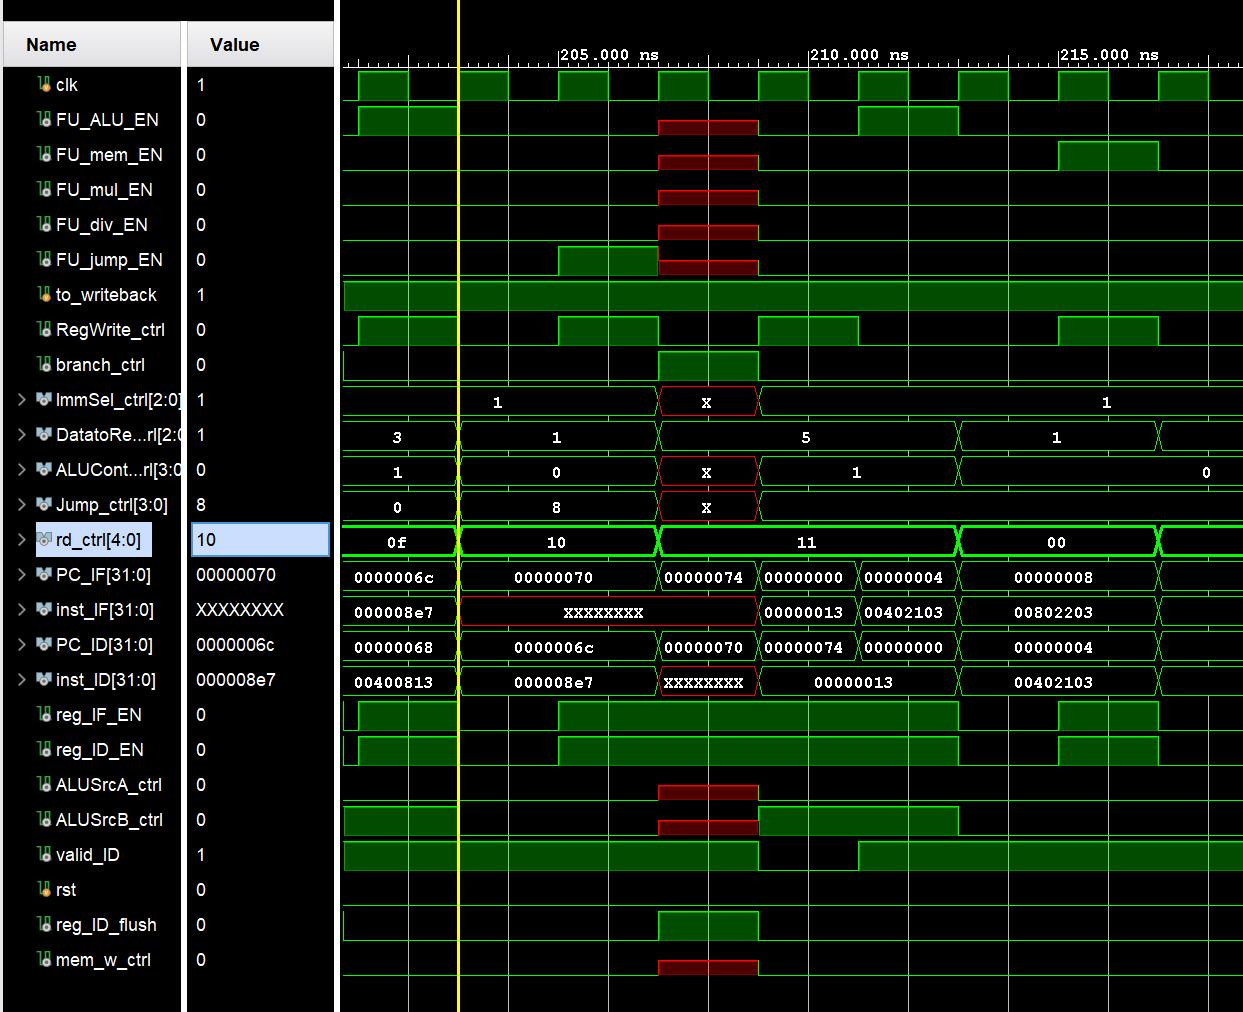 Name Value
205.000 ns 210.000 ns 215.000 ns
clk 1
FU_ALU_EN 0
FU_mem_EN 0
FU_mul_EN 0
FU_div_EN 0
FU_jump_EN 0
to_writeback 1
RegWrite_ctrl 0
branch_ctrl 0
ImmSel_ctrl[2:0] 1 1 X 1
DatatoRe...rl[2:0 1 3 1 5 1
ALUCont...rl[3:0 0 1 0 X 1 0
Jump_ctrl[3:0] 8 0 8 X
rd_ctrl[4:0] 10 0f 10 11 00
PC_IF[31:0] 00000070 0000006c 00000070 00000074 00000000 00000004 00000008
inst_IF[31:0] XXXXXXXX 000008e7 XXXXXXXX 00000013 00402103 00802203
PC_ID[31:0] 0000006c 00000068 0000006c 00000070 00000074 00000000 00000004
inst_ID[31:0] 000008e7 00400813 000008e7 XXXXXXXX 00000013 00402103
reg_IF_EN 0
reg_ID_EN 0
ALUSrcA_ctrl 0
ALUSrcB_ctrl 0
valid_ID 1
rst 0
reg_ID_flush 0
mem_w_ctrl 0